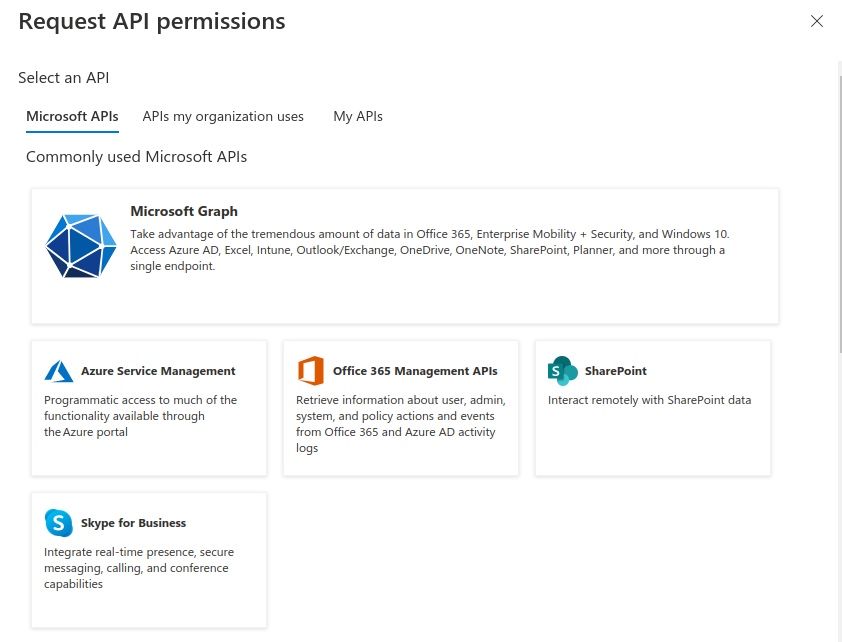 Request API permissions
Select an API
Microsoft APIs
APIs my organization uses
My APIs
Commonly used Microsoft APIs
Microsoft Graph
Take advantage of the tremendous amount of data in Office 365, Enterprise Mobility + Security, and Windows 10.
Access Azure AD, Excel, Intune, Outlook/Exchange, OneDrive, OneNote, SharePoint, Planner, and more through a
single endpoint.
Azure Service Management
Programmatic access to much of the
functionality available through
the Azure portal
Office 365 Management APIs
Retrieve information about user, admin,
system, and policy actions and events
from Office 365 and Azure AD activity
logs
S
SharePoint
Interact remotely with SharePoint data
S
Skype for Business
Integrate real-time presence, secure
messaging, calling, and conference
capabilities